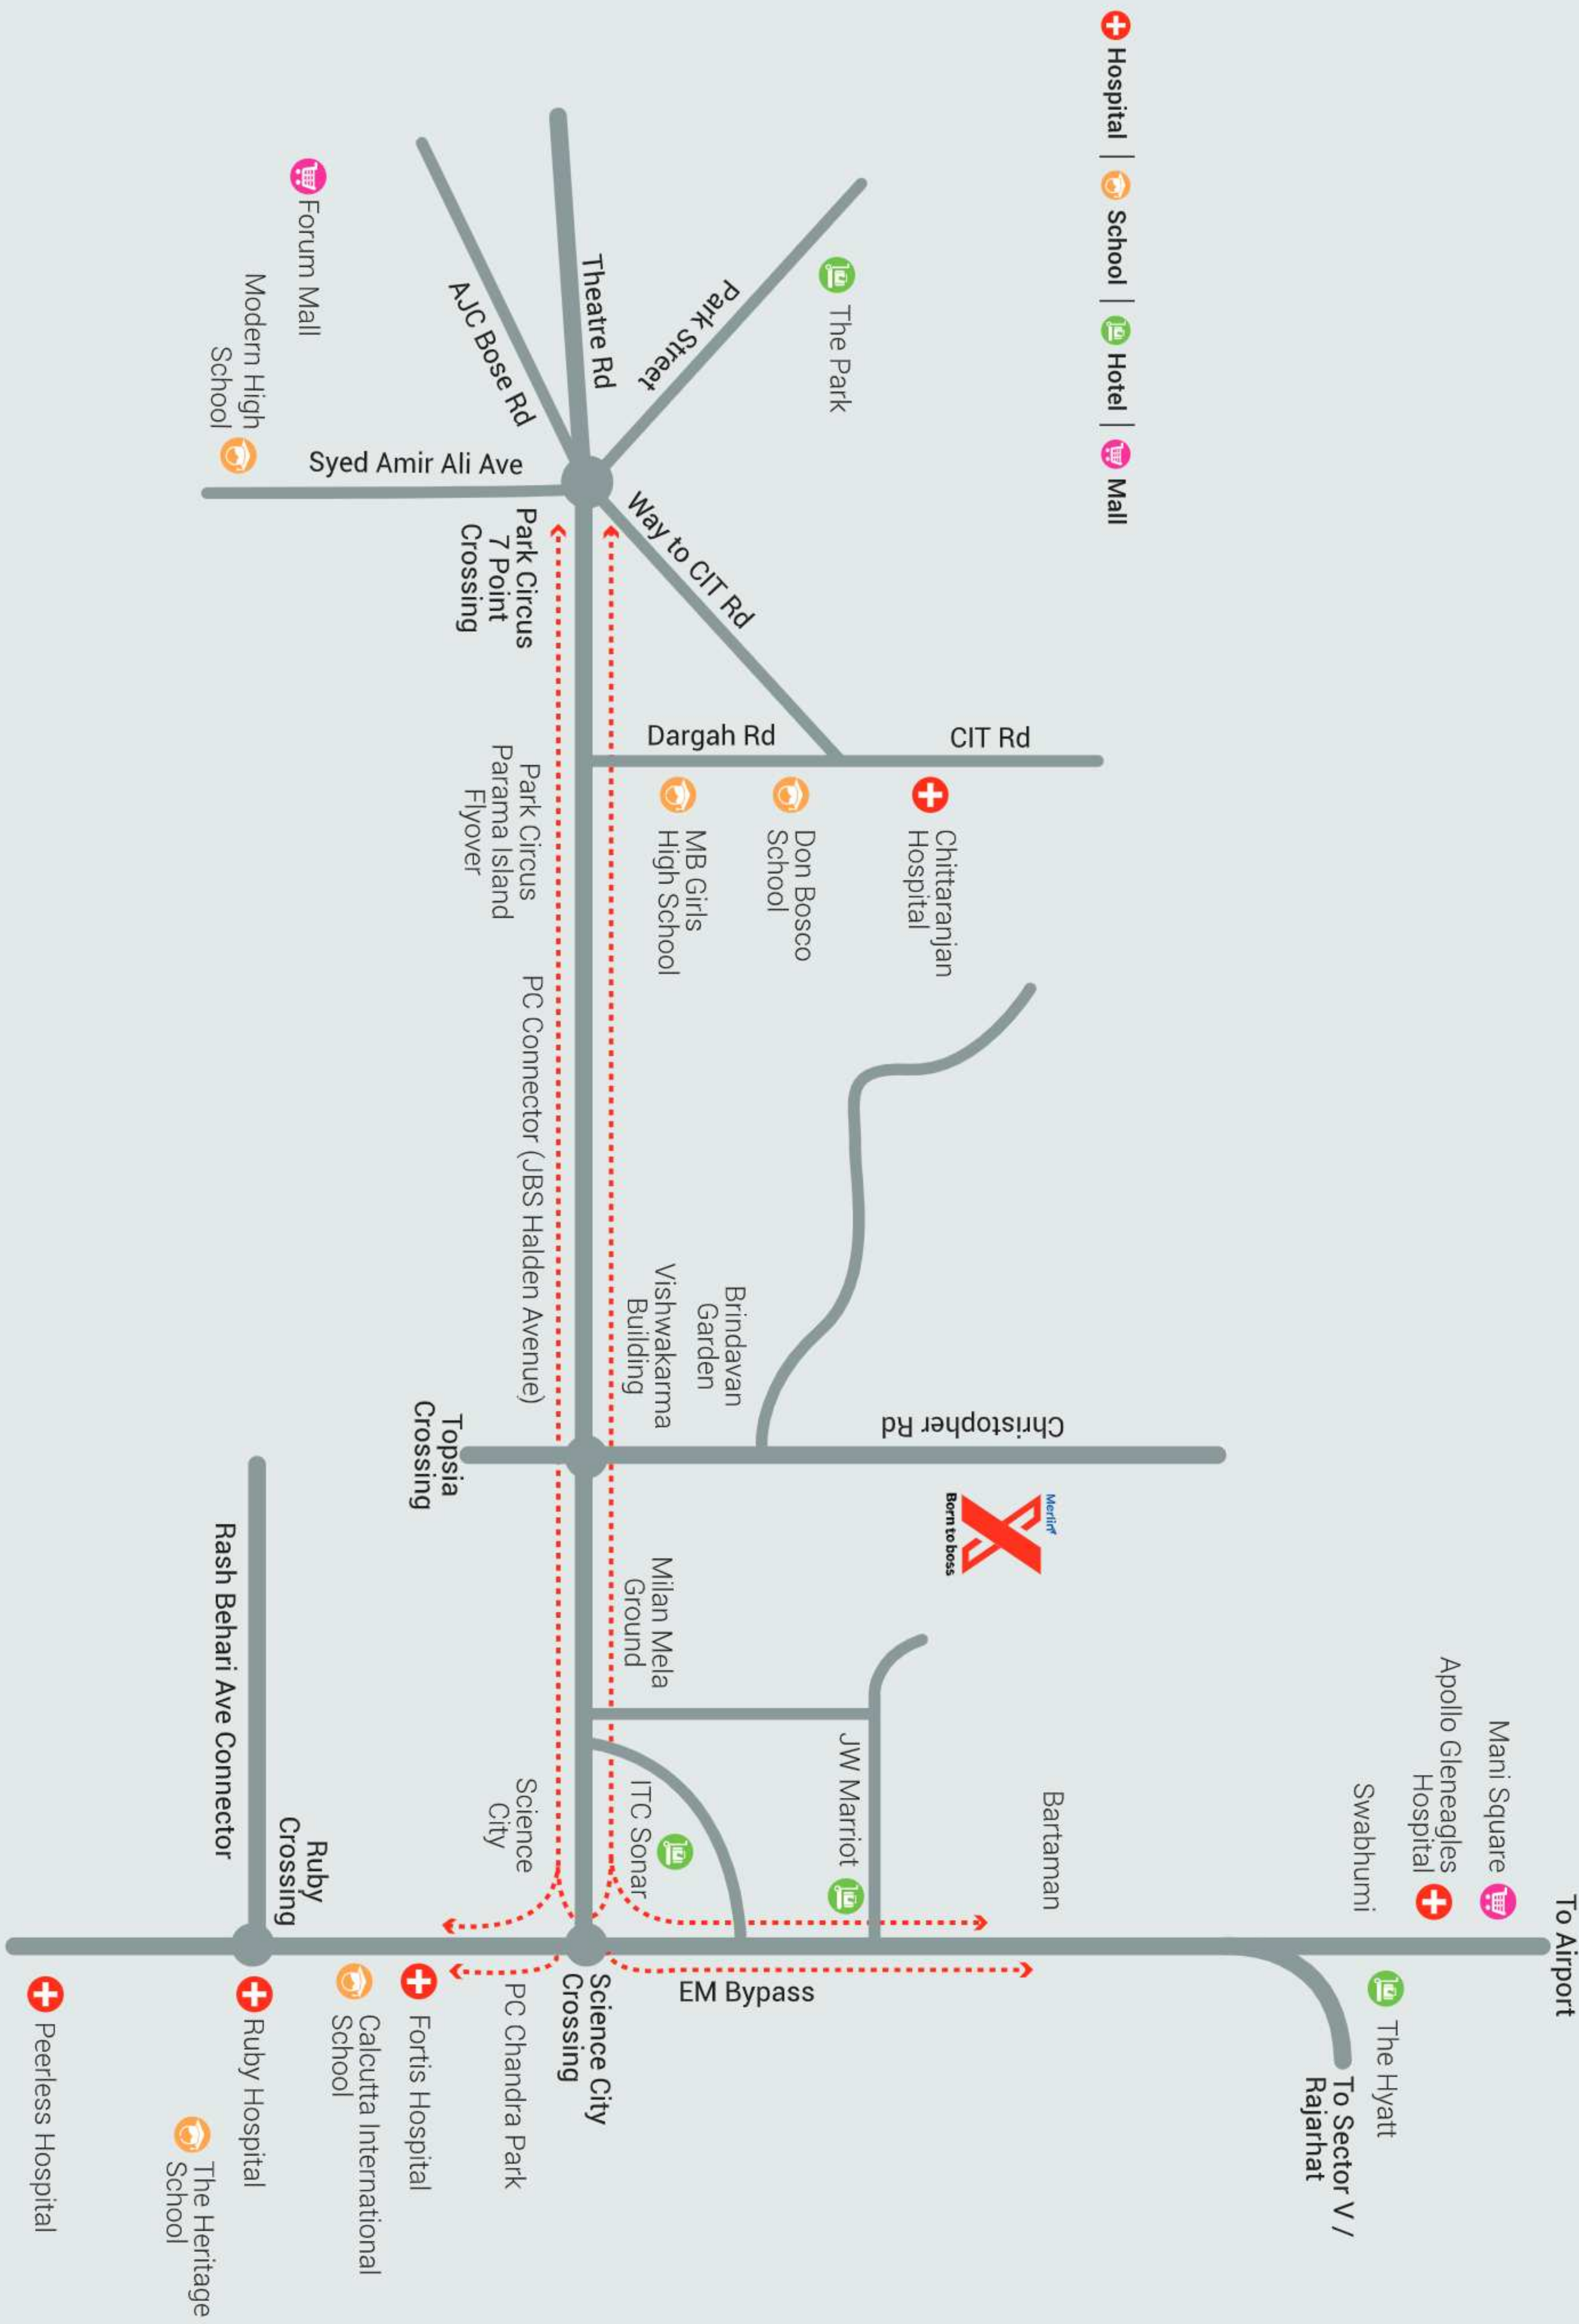 Hospital | School | Hotel | Mall
To Airport
Mani Square
Apollo Gleneagles
Hospital
Swabhumi
The Hyatt
To Sector V /
Rajarhat
Bartaman
Merlin
X
Born to boss
Christopher Rd
CIT Rd
Chittaranjan
Hospital
The Park
Park Street
Way to CIT Rd
Dargah Rd
Don Bosco
School
MB Girls
High School
Brindavan
Garden
Vishwakarma
Building
Milan Mela
Ground
JW Marriot
ITC Sonar
EM Bypass
Theatre Rd
AJC Bose Rd
Syed Amir Ali Ave
Forum Mall
Modern High
School
Park Circus
7 Point
Crossing
Park Circus
Parama Island
Flyover
PC Connector (JBS Halden Avenue)
Topsia
Crossing
Science
City
Science City
Crossing
PC Chandra Park
Fortis Hospital
Calcutta International
School
Ruby
Crossing
Rash Behari Ave Connector
Ruby Hospital
The Heritage
School
Peerless Hospital